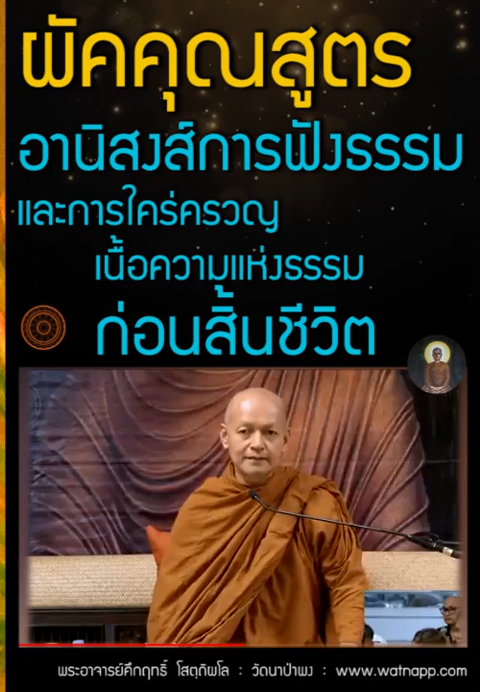 ผัคคุณสูตร
อานิสงส์การฟังธรรม
และการใคร่ครวญ
เนื้อความแห่งธรรม
ก่อนสิ้นชีวิต
พระอาจารย์คึกฤทธิ์ โสตฺถิผโล : วัดนาป่าพง : www.watnapp.com